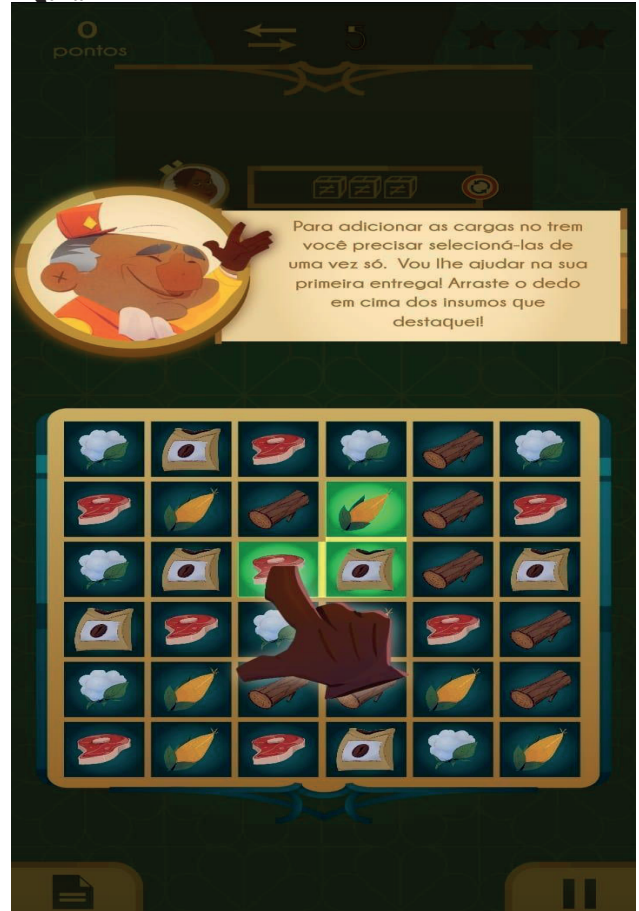 0
pontos
5
Para adicionar as cargas no trem
você precisar selecioná-las de
uma vez só. Vou lhe ajudar na sua
primeira entrega! Arraste o dedo
em cima dos insumos que
destaquei!